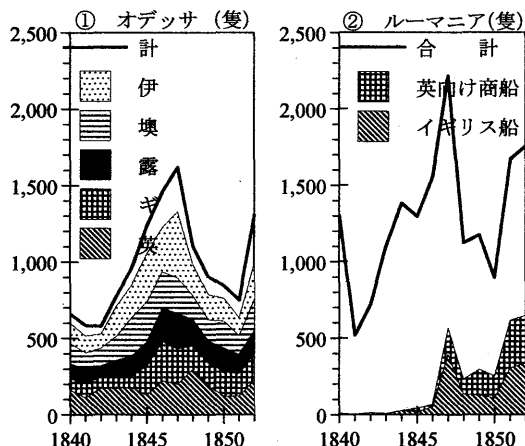 ① オデッサ (隻)
2,500
2,000
1,500
1,000
500
0
計
伊
墺
露
ギ
英
1840 1845 1850
② ルーマニア(隻)
2,500
2,000
1,500
1,000
500
0
合 計
英向け商船
イギリス船
1840 1845 1850